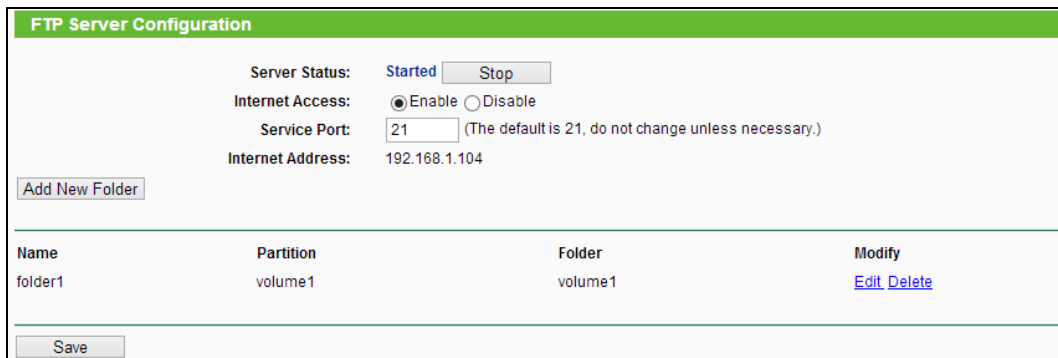 FTP Server Configuration
Server Status: Started Stop
Internet Access: Enable Disable
Service Port: 21 (The default is 21, do not change unless necessary.)
Internet Address: 192.168.1.104
Add New Folder
Name Partition Folder Modify
folder1 volume1 volume1 Edit Delete
Save